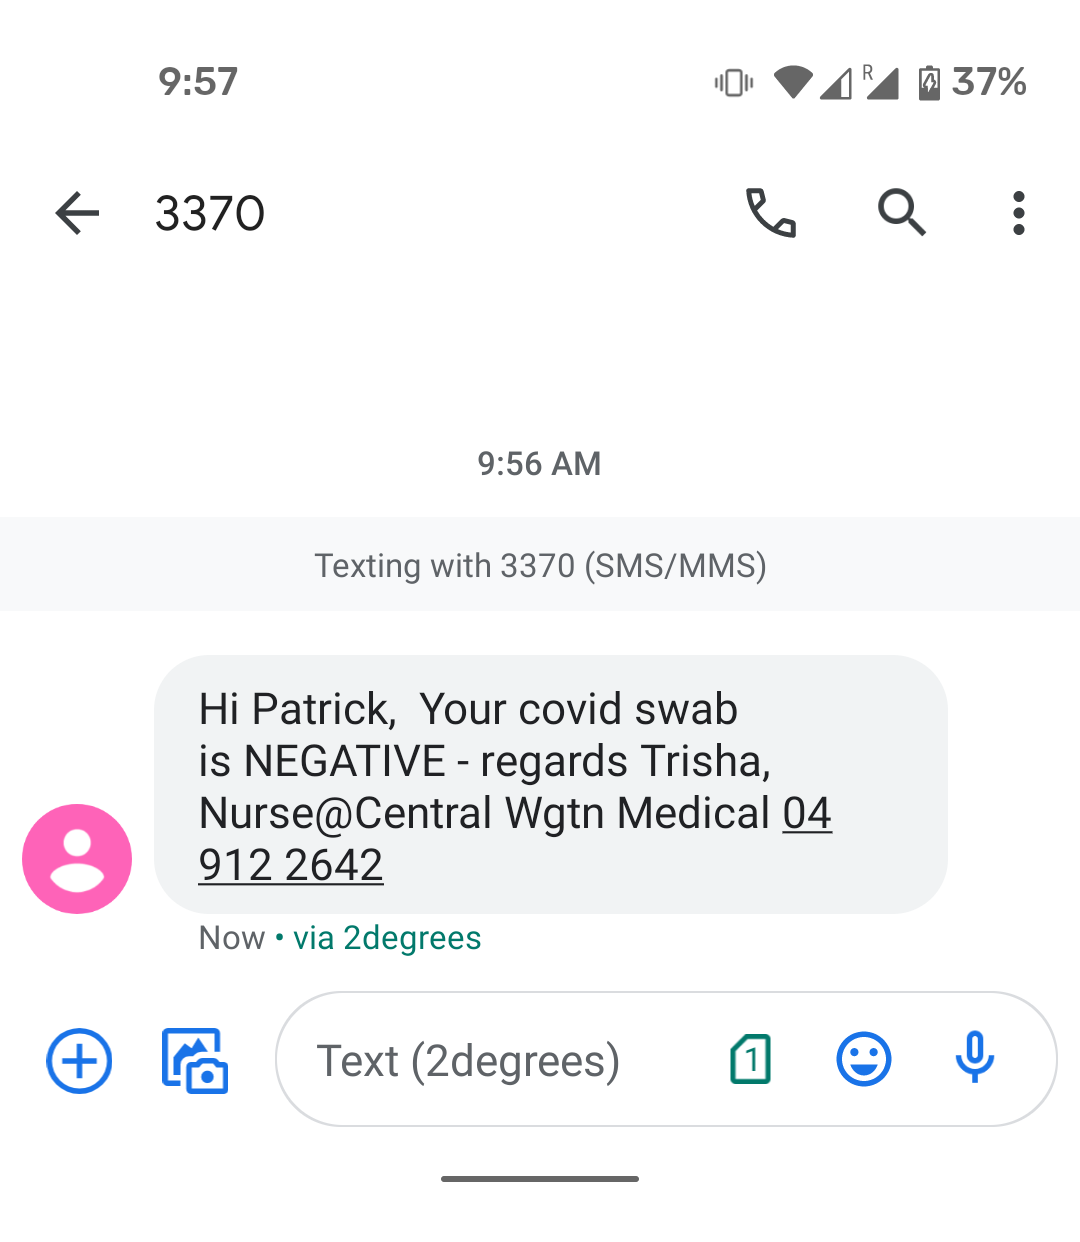 9:57
R 37%
3370
9:56 AM
Texting with 3370 (SMS/MMS)
Hi Patrick,  Your covid swab
is NEGATIVE - regards Trisha,
Nurse@Central Wgtn Medical 04
912 2642
Now • via 2degrees
Text (2degrees) 1